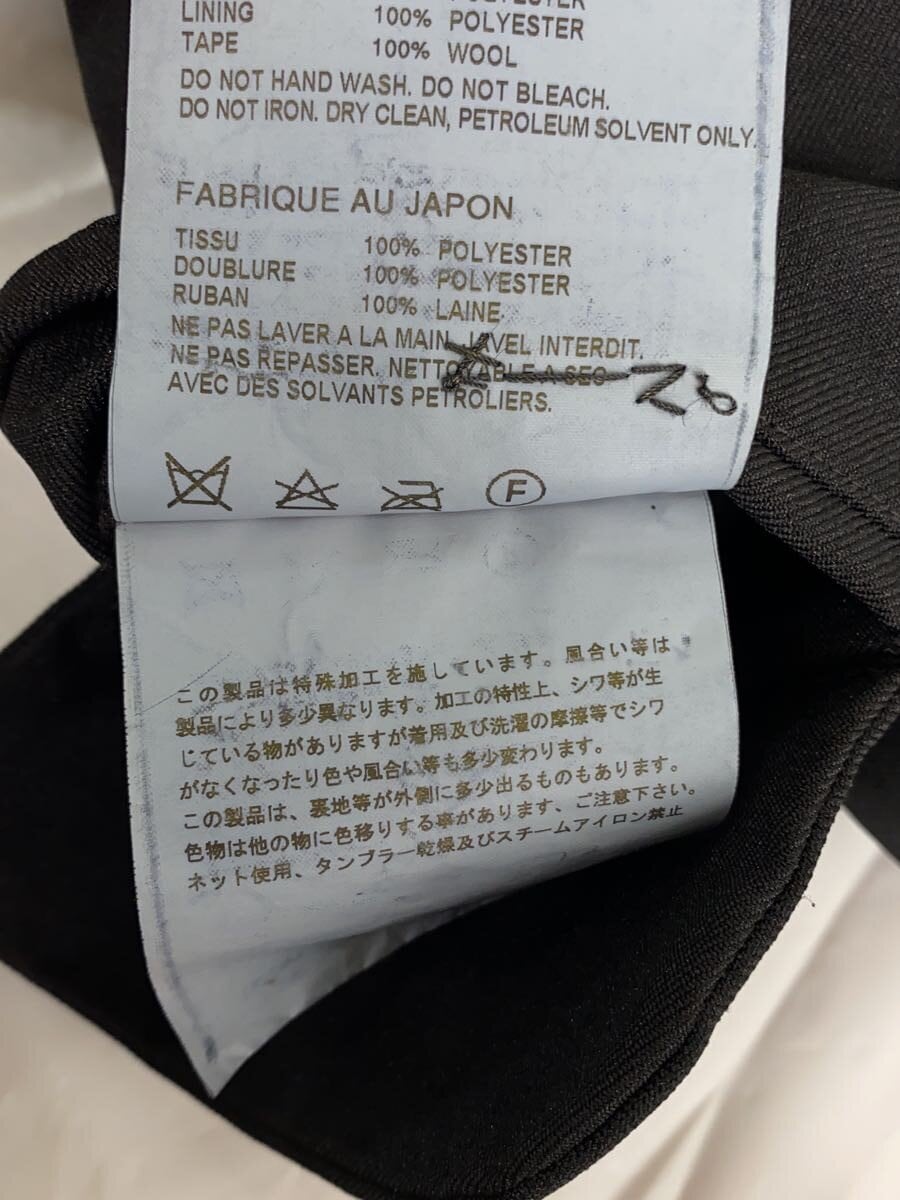 POLYESTER
LINING 100% POLYESTER
TAPE 100% WOOL
DO NOT HAND WASH. DO NOT BLEACH.
DO NOT IRON. DRY CLEAN, PETROLEUM SOLVENT ONLY.
FABRIQUE AU JAPON
TISSU 100% POLYESTER
DOUBLURE 100% POLYESTER
RUBAN 100% LAINE
NE PAS LAVER A LA MAIN. INTERDIT.
NE PAS REPASSER. A SEC
AVEC DES SOLVANTS PETROLIERS.
F
この製品は特殊加工を施しています。風合い等は
製品により多少異なります。加工の特性上、シワ等が生
じている物がありますが着用及び洗濯の摩擦等でシワ
がなくなったり色や風合い等も多少変わります。
この製品は、裏地等が外側に多少出るものもあります。
色物は他の物に色移りする事があります、ご注意下さい。
ネット使用、タンブラー乾燥及びスチームアイロン禁止